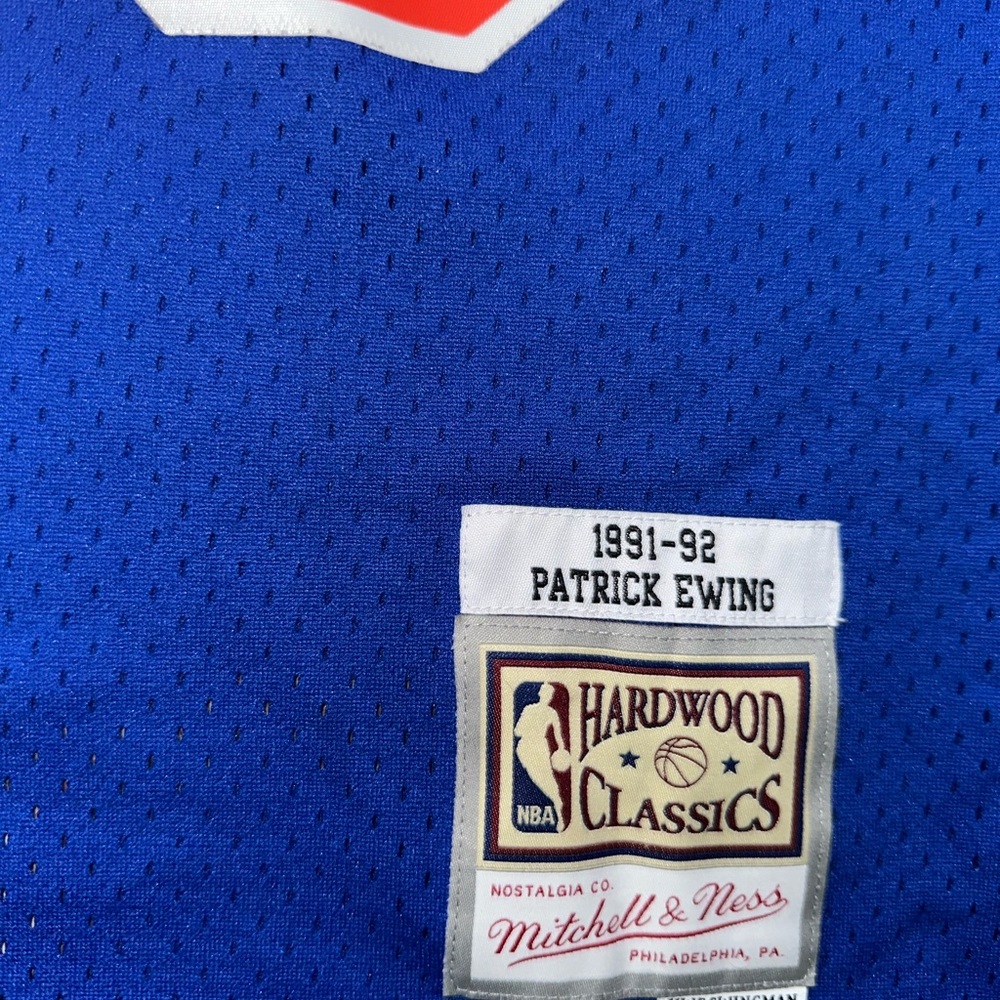 1991-92
PATRICK EWING
HARDWOOD
NBA
CLASSICS
NOSTALGIA CO.
Mitchell & Ness
PHILADELPHIA, PA.